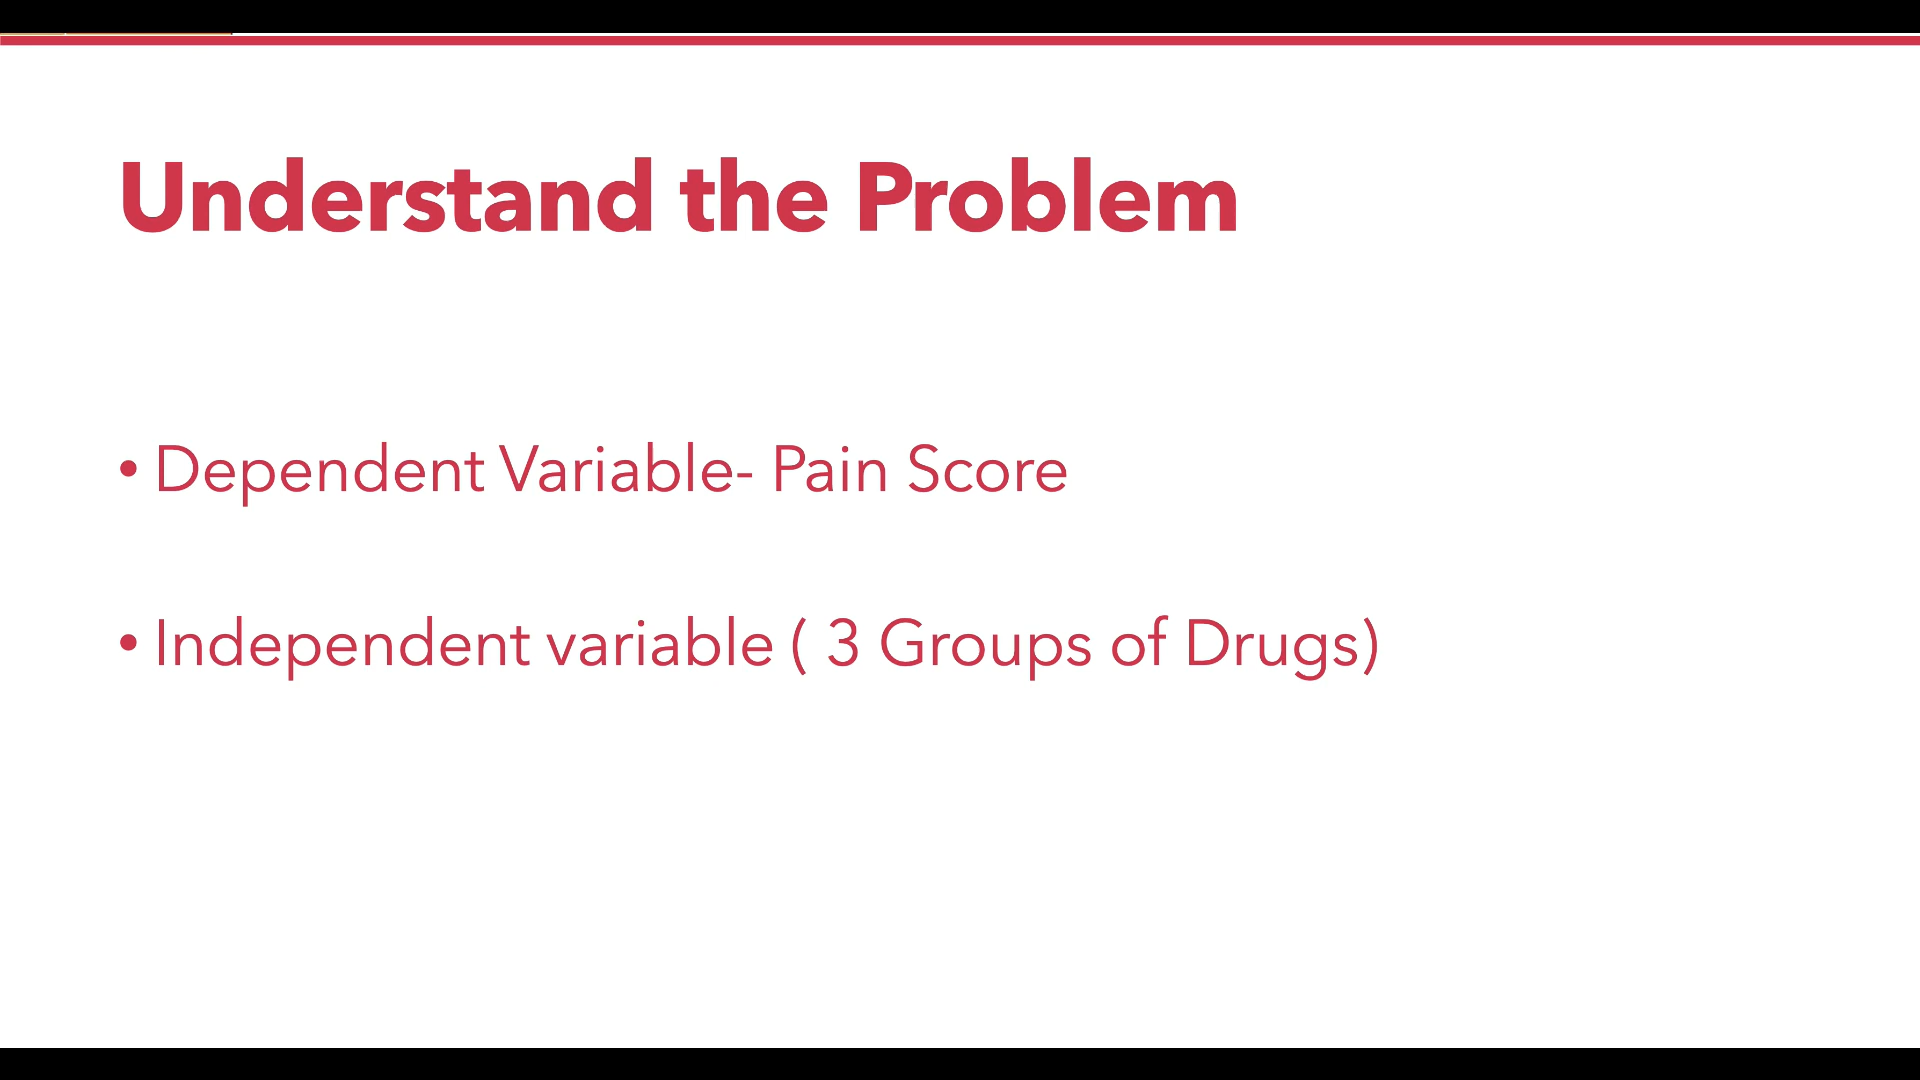 Understand the Problem
• Dependent Variable- Pain Score
• Independent variable ( 3 Groups of Drugs)